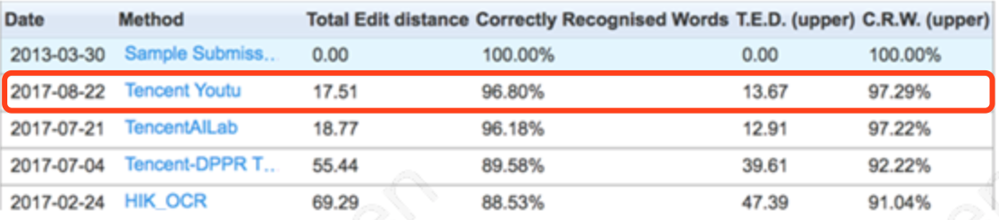 Date Method Total Edit distance Correctly Recognised Words T.E.D. (upper) C.R.W. (upper)
2013-03-30 Sample Submiss... 0.00 100.00% 0.00 100.00%
2017-08-22 Tencent Youtu 17.51 96.80% 13.67 97.29%
2017-07-21 TencentAILab 18.77 96.18% 12.91 97.22%
2017-07-04 Tencent-DPPR T... 55.44 89.58% 39.61 92.22%
2017-02-24 HIK_OCR 69.29 88.53% 47.39 91.04%